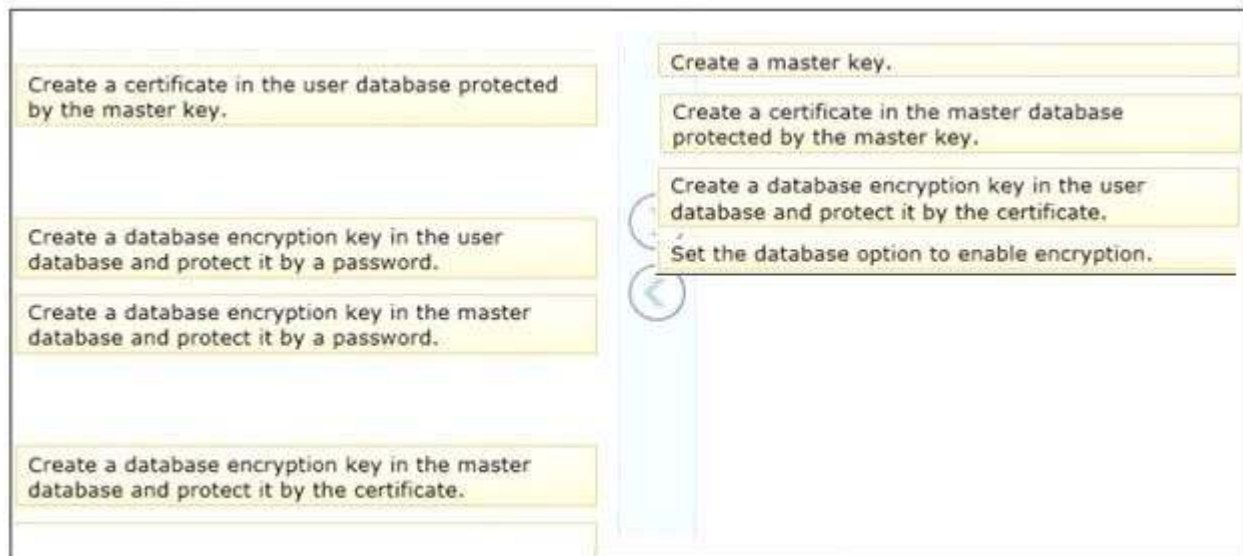 Create a certificate in the user database protected
by the master key.
Create a database encryption key in the user
database and protect it by a password.
Create a database encryption key in the master
database and protect it by a password.
Create a database encryption key in the master
database and protect it by the certificate.
Create a master key.
Create a certificate in the master database
protected by the master key.
Create a database encryption key in the user
database and protect it by the certificate.
Set the database option to enable encryption.